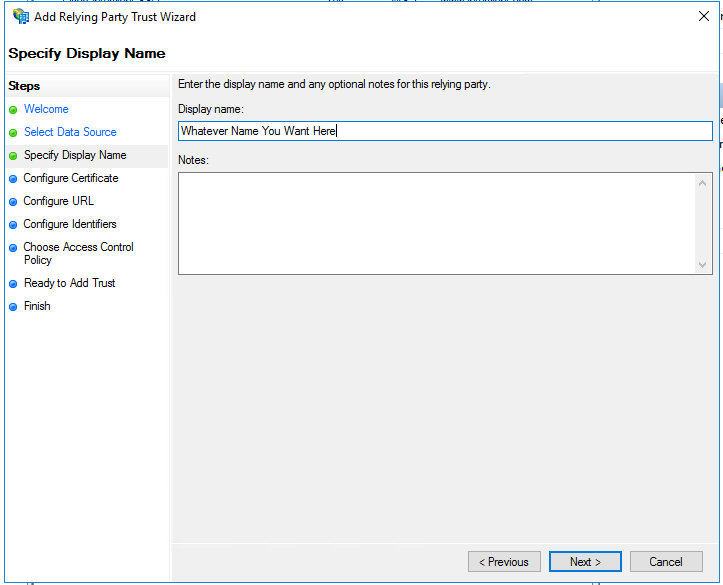 Add Relying Party Trust Wizard
Specify Display Name
Steps
Welcome
Select Data Source
Specify Display Name
Configure Certificate
Configure URL
Configure Identifiers
Choose Access Control
Policy
Ready to Add Trust
Finish
Enter the display name and any optional notes for this relying party.
Display name:
Whatever Name You Want Here
Notes:
< Previous
Next >
Cancel